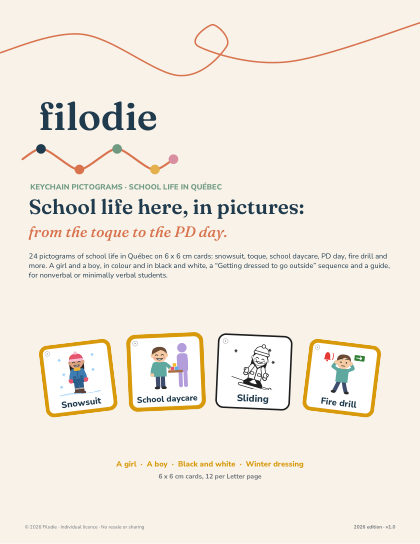 filodie
KEYCHAIN PICTOGRAMS · SCHOOL LIFE IN QUÉBEC
School life here, in pictures:
from the toque to the PD day.
24 pictograms of school life in Québec on 6 x 6 cm cards: snowsuit, toque, school daycare, PD day, fire drill and
more. A girl and a boy, in colour and in black and white, a "Getting dressed to go outside" sequence and a guide,
for nonverbal or minimally verbal students.
Snowsuit
School daycare
Sliding
Fire drill
A girl · A boy · Black and white · Winter dressing
6 x 6 cm cards, 12 per Letter page
© 2026 Filodie · Individual licence · No resale or sharing
2026 edition · v1.0